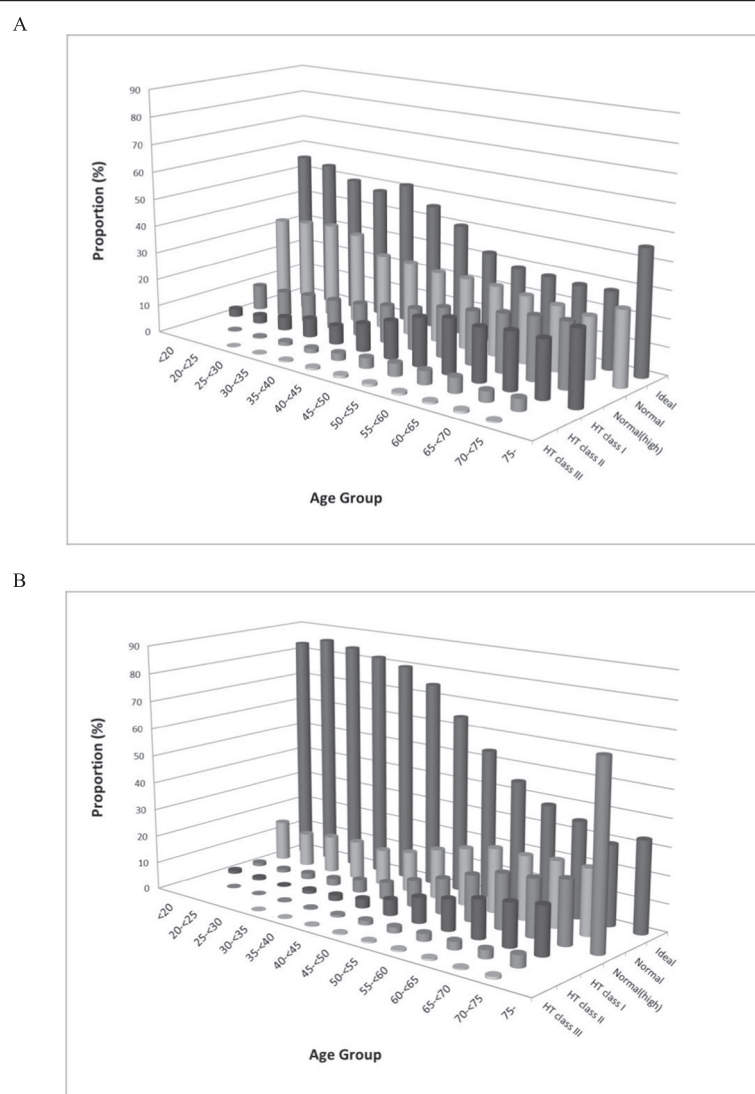 A
90
80
70
60
50
40
30
20
10
0
Proportion (%)
<20
20-<25
25-<30
30-<35
35-<40
40-<45
45-<50
50-<55
55-<60
60-<65
65-<70
70-<75
75-
HT class III
HT class II
HT class I
Normal(high)
Normal
Ideal
Age Group
B
90
80
70
60
50
40
30
20
10
0
Proportion (%)
<20
20-<25
25-<30
30-<35
35-<40
40-<45
45-<50
50-<55
55-<60
60-<65
65-<70
70-<75
75-
HT class III
HT class II
HT class I
Normal(high)
Normal
Ideal
Age Group